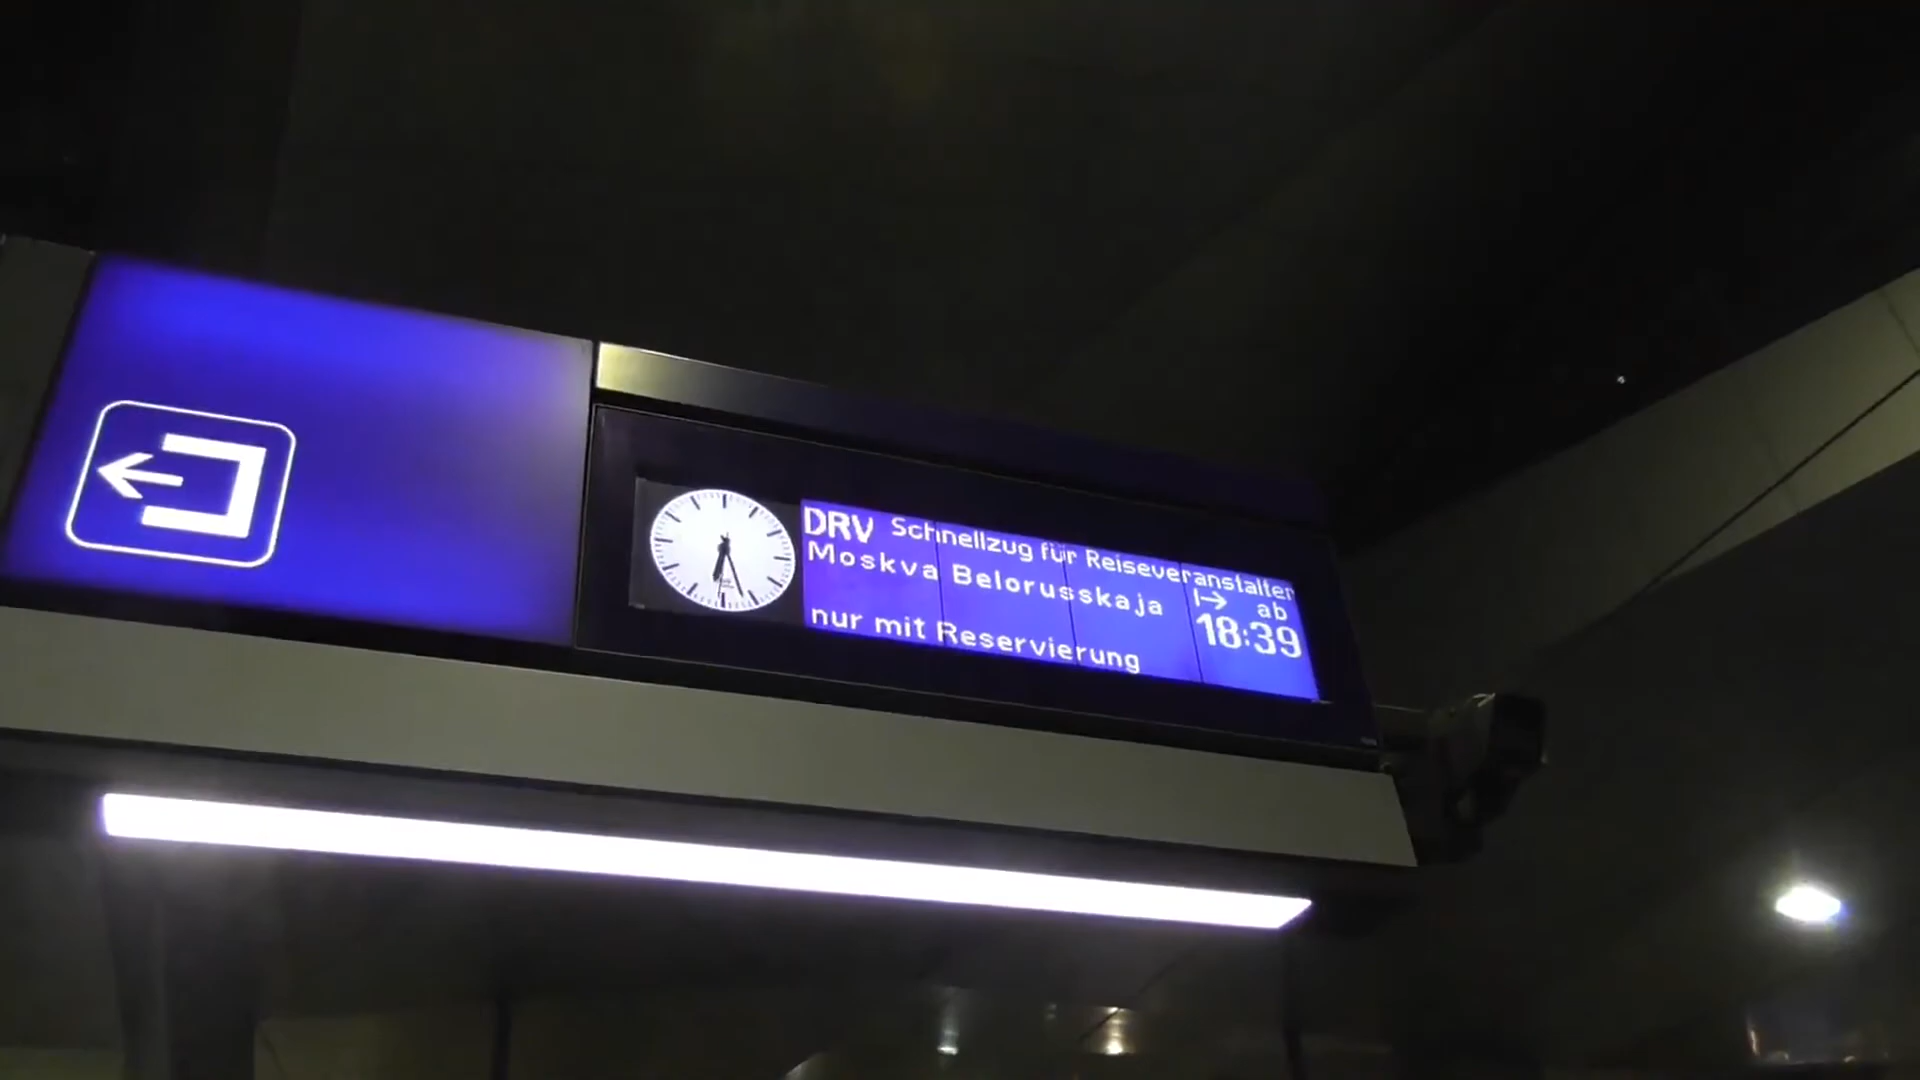 DRV Schnellzug für Reiseveranstalter
Moskva Belorusskaja
ab
18:39
nur mit Reservierung